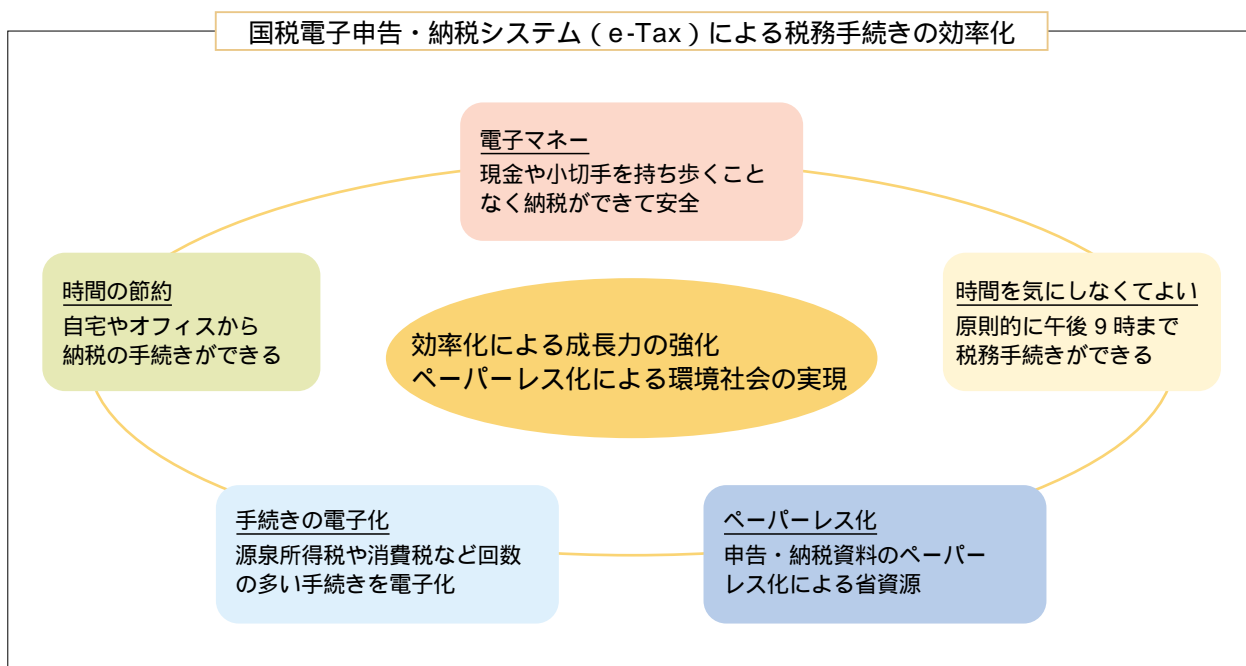 国税電子申告・納税システム（e-Tax）による税務手続きの効率化
電子マネー
現金や小切手を持ち歩くこと
なく納税ができて安全
時間の節約
自宅やオフィスから
納税の手続きができる
時間を気にしなくてよい
原則的に午後9時まで
税務手続きができる
効率化による成長力の強化
ペーパーレス化による環境社会の実現
手続きの電子化
源泉所得税や消費税など回数
の多い手続きを電子化
ペーパーレス化
申告・納税資料のペーパー
レス化による省資源